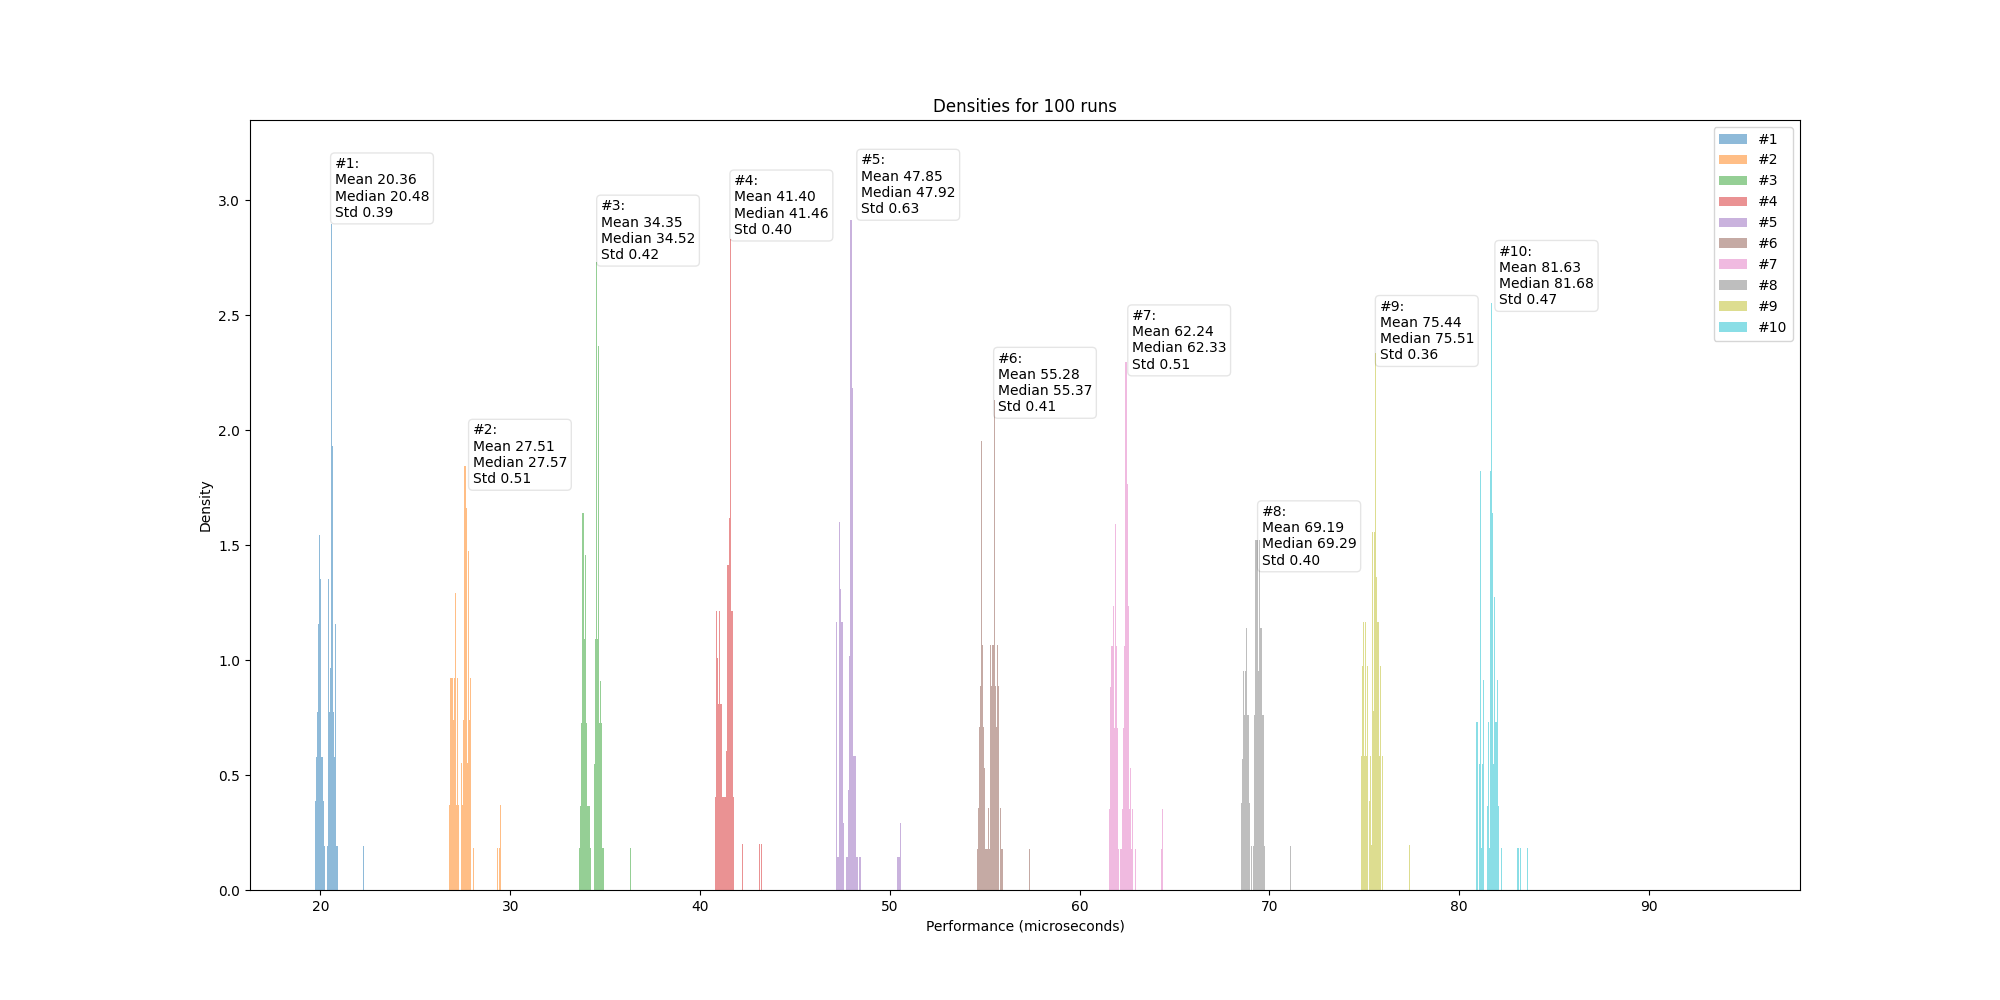 Densities for 100 runs
#1:
Mean 20.36
Median 20.48
Std 0.39
#2:
Mean 27.51
Median 27.57
Std 0.51
#3:
Mean 34.35
Median 34.52
Std 0.42
#4:
Mean 41.40
Median 41.46
Std 0.40
#5:
Mean 47.85
Median 47.92
Std 0.63
#6:
Mean 55.28
Median 55.37
Std 0.41
#7:
Mean 62.24
Median 62.33
Std 0.51
#8:
Mean 69.19
Median 69.29
Std 0.40
#9:
Mean 75.44
Median 75.51
Std 0.36
#10:
Mean 81.63
Median 81.68
Std 0.47
#1
#2
#3
#4
#5
#6
#7
#8
#9
#10
Density
3.0
2.5
2.0
1.5
1.0
0.5
0.0
20 30 40 50 60 70 80 90
Performance (microseconds)